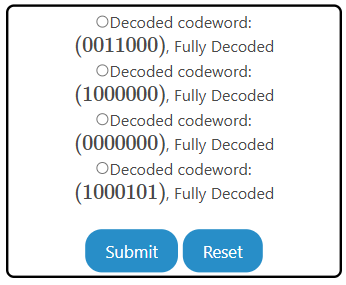 Decoded codeword:
(0011000), Fully Decoded
Decoded codeword:
(1000000), Fully Decoded
Decoded codeword:
(0000000), Fully Decoded
Decoded codeword:
(1000101), Fully Decoded
Submit Reset